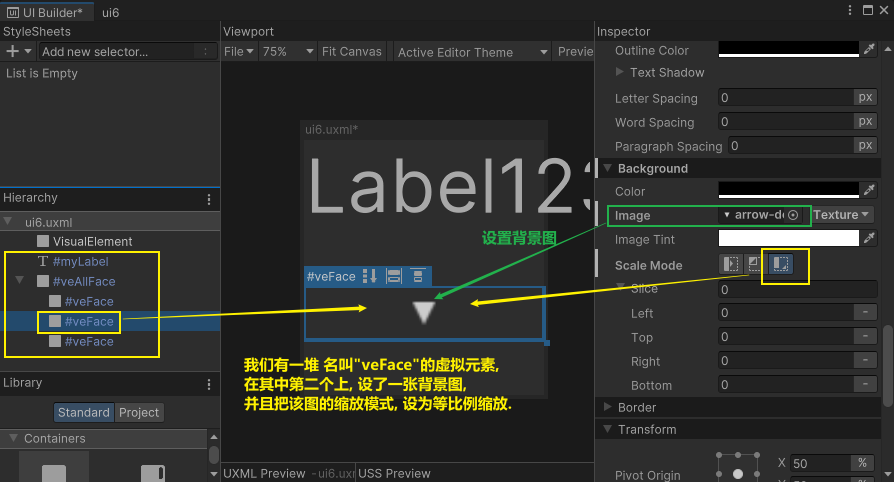 UI Builder*
ui6
StyleSheets
Add new selector...
List is Empty
Hierarchy
ui6.uxml
VisualElement
#myLabel
#veAllFace
#veFace
#veFace
#veFace
Library
Standard
Project
Containers
Viewport
File
75%
Fit Canvas
Active Editor Theme
Previe
ui6.uxml*
Label123
设置背景图
#veFace
我们有一堆 名叫"veFace"的虚拟元素,
在其中第二个上, 设了一张背景图,
并且把该图的缩放模式, 设为等比例缩放.
UXML Preview
-ui6.uxm
USS Preview
Inspector
Outline Color
Text Shadow
Letter Spacing 0 px
Word Spacing 0 px
Paragraph Spacing 0 px
Background
Color
Image arrow-do Texture
Image Tint
Scale Mode
Slice 0
Left 0 -
Top 0 -
Right 0 -
Bottom 0 -
Border
Transform
Pivot Origin X 50 %